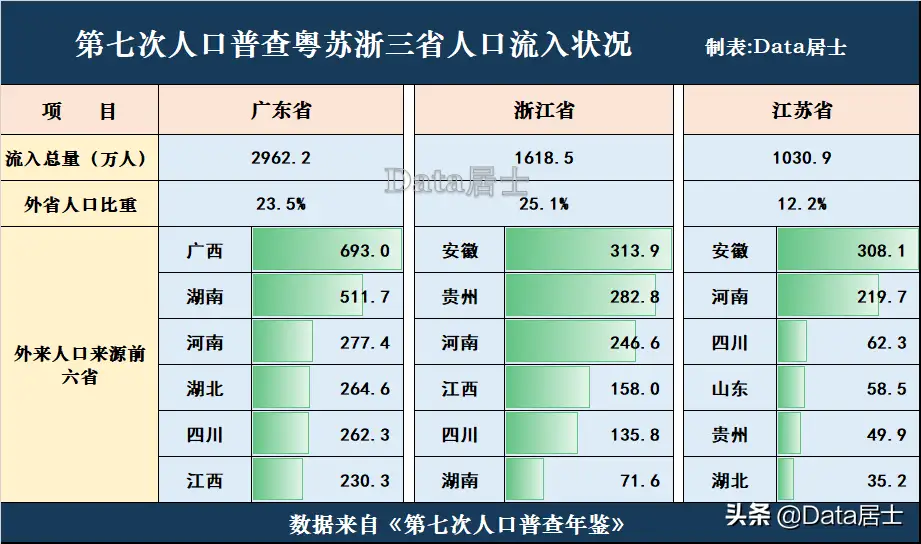 第七次人口普查粤苏浙三省人口流入状况 制表:Data居士
项 目 广东省 浙江省 江苏省
流入总量（万人） 2962.2 1618.5 1030.9
Data居士
外省人口比重 23.5% 25.1% 12.2%
外来人口来源前
六省
广西 693.0 安徽 313.9 安徽 308.1
湖南 511.7 贵州 282.8 河南 219.7
河南 277.4 河南 246.6 四川 62.3
湖北 264.6 江西 158.0 山东 58.5
四川 262.3 四川 135.8 贵州 49.9
江西 230.3 湖南 71.6 湖北 35.2
数据来自《第七次人口普查年鉴》
头条 @Data居士